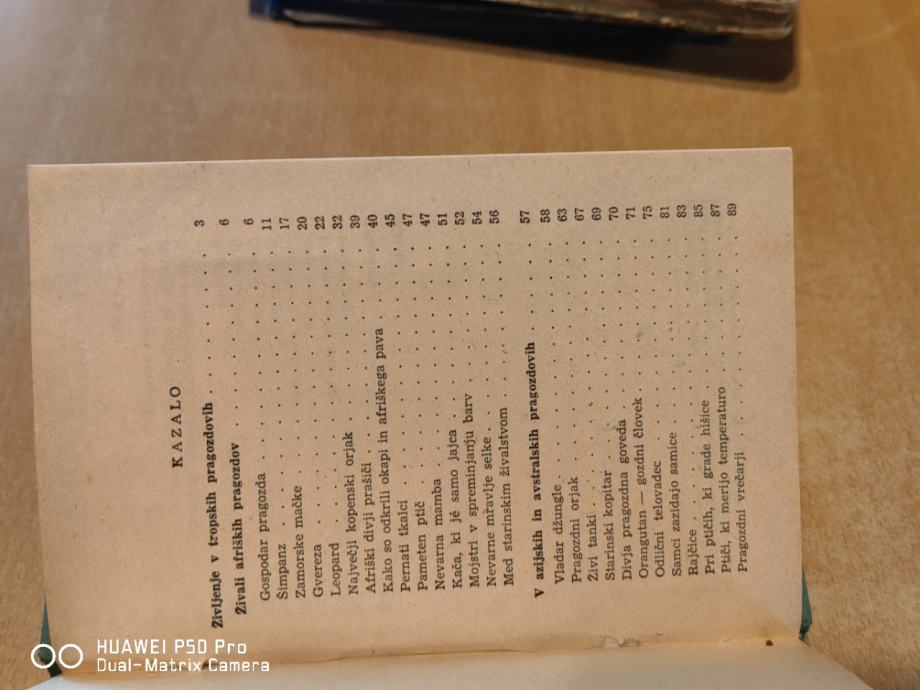 KAZALO
Življenje v tropskih pragozdovih . . . . . . . . 3
Živali afriških pragozdov . . . . . . . . . 6
Gospodar pragozda . . . . . . . . . 6
Šimpanz . . . . . . . . . . . 11
Zamorske mačke . . . . . . . . . . 17
Gvereza . . . . . . . . . . . 20
Leopard . . . . . . . . . . . 22
Največji kopenski orjak . . . . . . . . 32
Afriški divji prašiči . . . . . . . . . 39
Kako so odkrili okapi in afriškega pava . . . . 40
Pernati tkalci . . . . . . . . . . 45
Pameten ptič . . . . . . . . . . 47
Nevarna mamba . . . . . . . . . . 47
Kača, ki jé samo jajca . . . . . . . . 51
Mojstri v spreminjanju barv . . . . . . . 52
Nevarne mravlje selke . . . . . . . . 54
Med starinskim živalstvom . . . . . . . 56
V azijskih in avstralskih pragozdovih . . . . . 57
Vladar džungle . . . . . . . . . . 58
Pragozdni orjak . . . . . . . . . . 63
Živi tanki . . . . . . . . . . . 67
Starinski kopitar . . . . . . . . . 69
Divja pragozdna goveda . . . . . . . . 70
Orangutan — gozdni človek . . . . . . . 71
Odlični telovadec . . . . . . . . . 75
Samci zazidajo samice . . . . . . . . 81
Rajčice . . . . . . . . . . . 83
Pri ptičih, ki grade hišice . . . . . . . 85
Ptiči, ki merijo temperaturo . . . . . . . 87
Pragozdni vrečarji . . . . . . . . . 89
HUAWEI P50 Pro
Dual-Matrix Camera